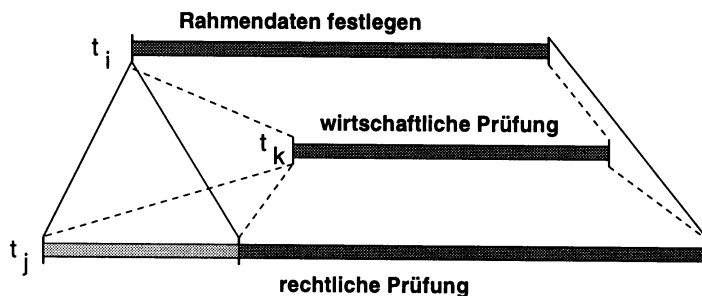 Rahmendaten festlegen
t i
wirtschaftliche Prüfung
t k
t j
rechtliche Prüfung